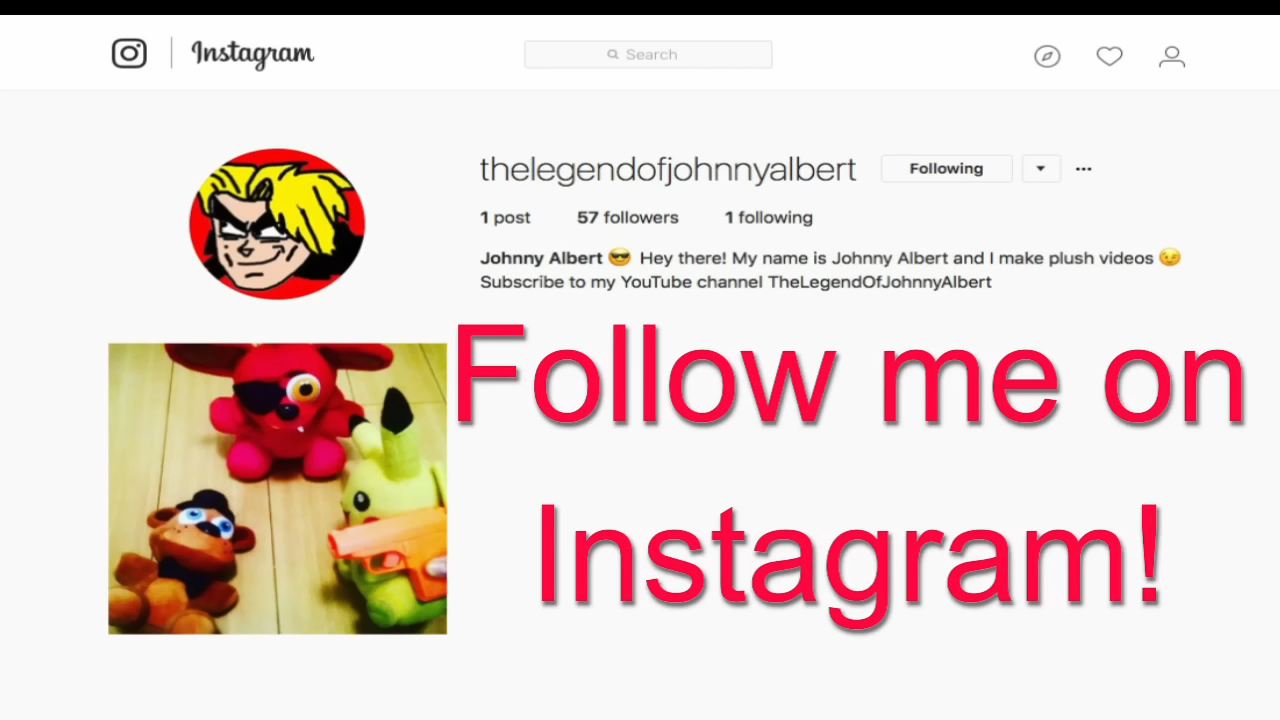 Instagram
Search
thelegendofjohnnyalbert Following
1 post 57 followers 1 following
Johnny Albert 😎 Hey there! My name is Johnny Albert and I make plush videos 😉
Subscribe to my YouTube channel TheLegendOfJohnnyAlbert
Follow me on
Instagram!